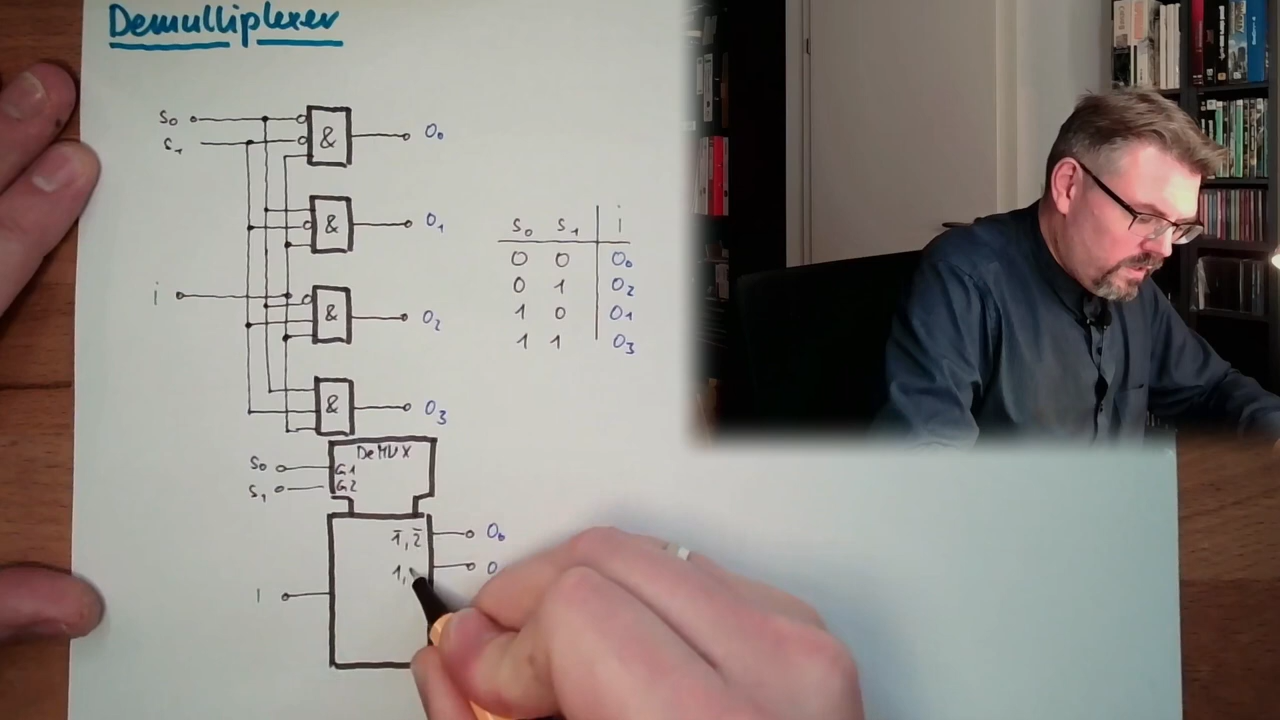 Demultiplexer
S₀
S₁
&
O₀
&
O₁
i
&
O₂
&
O₃
S₀ S₁ i
0 0 O₀
0 1 O₂
1 0 O₁
1 1 O₃
DeMUX
S₀ G1
S₁ G2
1̅,2̅ O₀
1, O
I